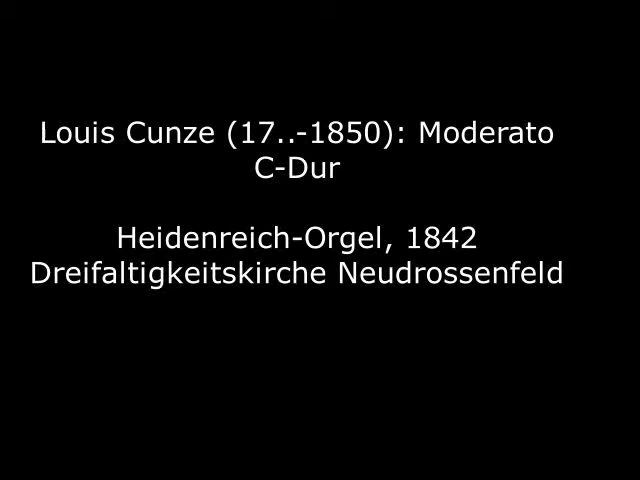 Louis Cunze (17..-1850): Moderato
C-Dur
Heidenreich-Orgel, 1842
Dreifaltigkeitskirche Neudrossenfeld